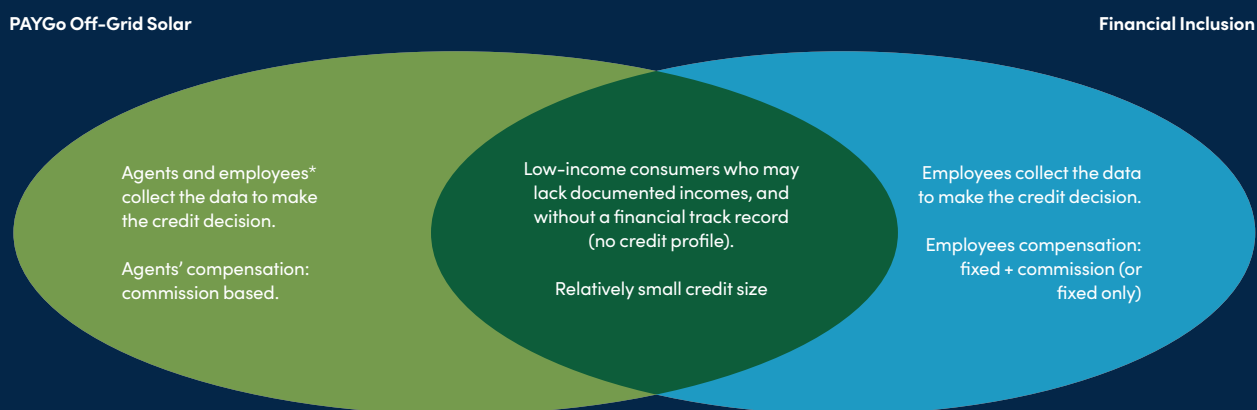 PAYGo Off-Grid Solar
Financial Inclusion
Agents and employees*
collect the data to make
the credit decision.
Agents' compensation:
commission based.
Low-income consumers who may
lack documented incomes, and
without a financial track record
(no credit profile).
Relatively small credit size
Employees collect the data
to make the credit decision.
Employees compensation:
fixed + commission (or
fixed only)